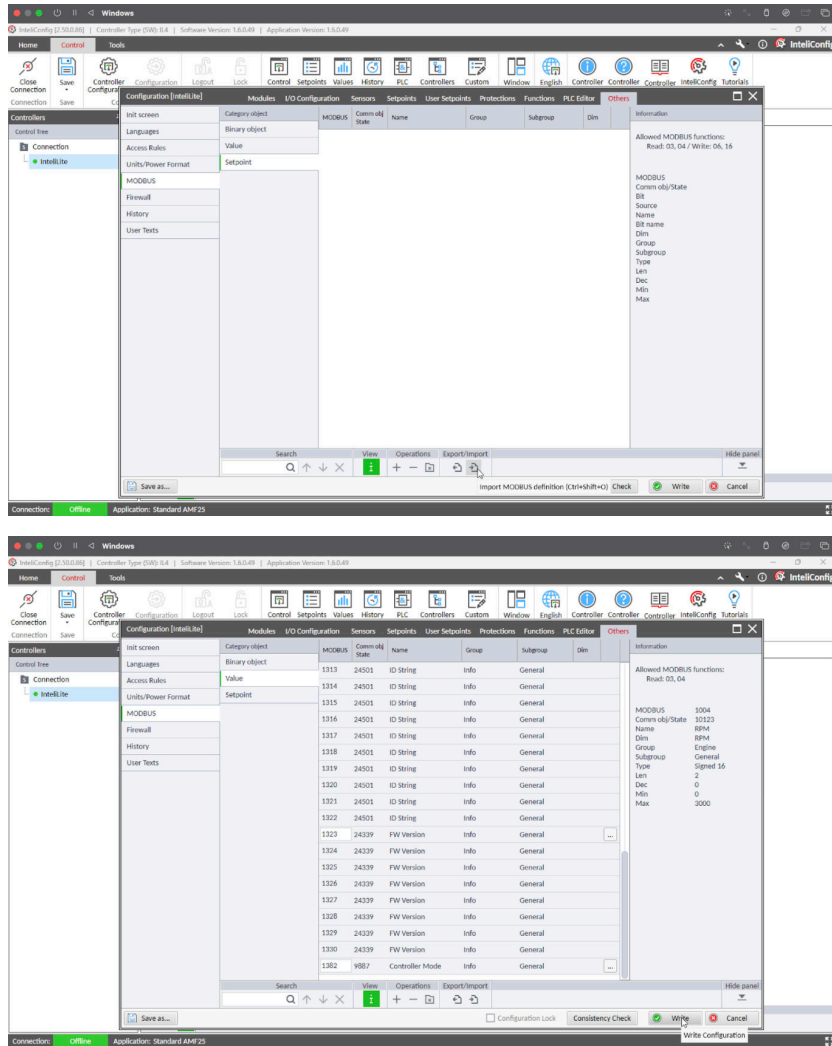 Windows
InteliConfig [2.50.0.86] | Controller Type (SW): IL4 | Software Version: 1.6.0.49 | Application Version: 1.6.0.49
Home Control Tools InteliConfig
Close Connection Save Controller Configura Configuration Logout Lock Control Setpoints Values History PLC Controllers Custom Window English Controller Controller Controller InteliConfig Tutorials
Connection Save Co
Configuration [InteliLite] Modules I/O Configuration Sensors Setpoints User Setpoints Protections Functions PLC Editor Others
Controllers
Control Tree
Connection
InteliLite
Init screen
Languages
Access Rules
Units/Power Format
MODBUS
Firewall
History
User Texts
Category object
Binary object
Value
Setpoint
MODBUS Comm obj State Name Group Subgroup Dim
Information
Allowed MODBUS functions:
Read: 03, 04 / Write: 06, 16
MODBUS
Comm obj/State
Bit
Source
Name
Bit name
Dim
Group
Subgroup
Type
Len
Dec
Min
Max
Search View Operations Export/Import Hide panel
Import MODBUS definition (Ctrl+Shift+O)
Save as... Check Write Cancel
Connection: Offline Application: Standard AMF25
Windows
InteliConfig [2.50.0.86] | Controller Type (SW): IL4 | Software Version: 1.6.0.49 | Application Version: 1.6.0.49
Home Control Tools InteliConfig
Close Connection Save Controller Configura Configuration Logout Lock Control Setpoints Values History PLC Controllers Custom Window English Controller Controller Controller InteliConfig Tutorials
Connection Save Co
Configuration [InteliLite] Modules I/O Configuration Sensors Setpoints User Setpoints Protections Functions PLC Editor Others
Controllers
Control Tree
Connection
InteliLite
Init screen
Languages
Access Rules
Units/Power Format
MODBUS
Firewall
History
User Texts
Category object
Binary object
Value
Setpoint
MODBUS Comm obj State Name Group Subgroup Dim
1313 24501 ID String Info General
1314 24501 ID String Info General
1315 24501 ID String Info General
1316 24501 ID String Info General
1317 24501 ID String Info General
1318 24501 ID String Info General
1319 24501 ID String Info General
1320 24501 ID String Info General
1321 24501 ID String Info General
1322 24501 ID String Info General
1323 24339 FW Version Info General ...
1324 24339 FW Version Info General
1325 24339 FW Version Info General
1326 24339 FW Version Info General
1327 24339 FW Version Info General
1328 24339 FW Version Info General
1329 24339 FW Version Info General
1330 24339 FW Version Info General
1382 9887 Controller Mode Info General ...
Information
Allowed MODBUS functions:
Read: 03, 04
MODBUS 1004
Comm obj/State 10123
Name RPM
Dim RPM
Group Engine
Subgroup General
Type Signed 16
Len 2
Dec 0
Min 0
Max 3000
Search View Operations Export/Import Hide panel
Save as... Configuration Lock Consistency Check Write Cancel
Write Configuration
Connection: Offline Application: Standard AMF25